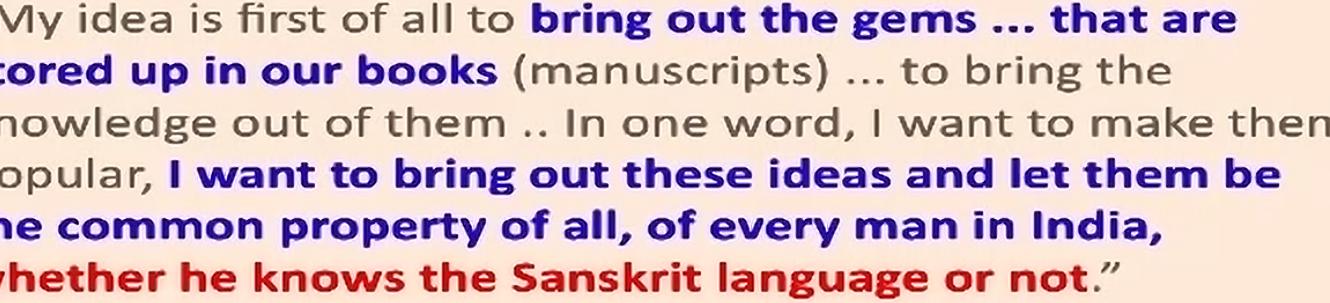 My idea is first of all to bring out the gems ... that are
tored up in our books (manuscripts) ... to bring the
nowledge out of them .. In one word, I want to make then
opular, I want to bring out these ideas and let them be
he common property of all, of every man in India,
whether he knows the Sanskrit language or not.”